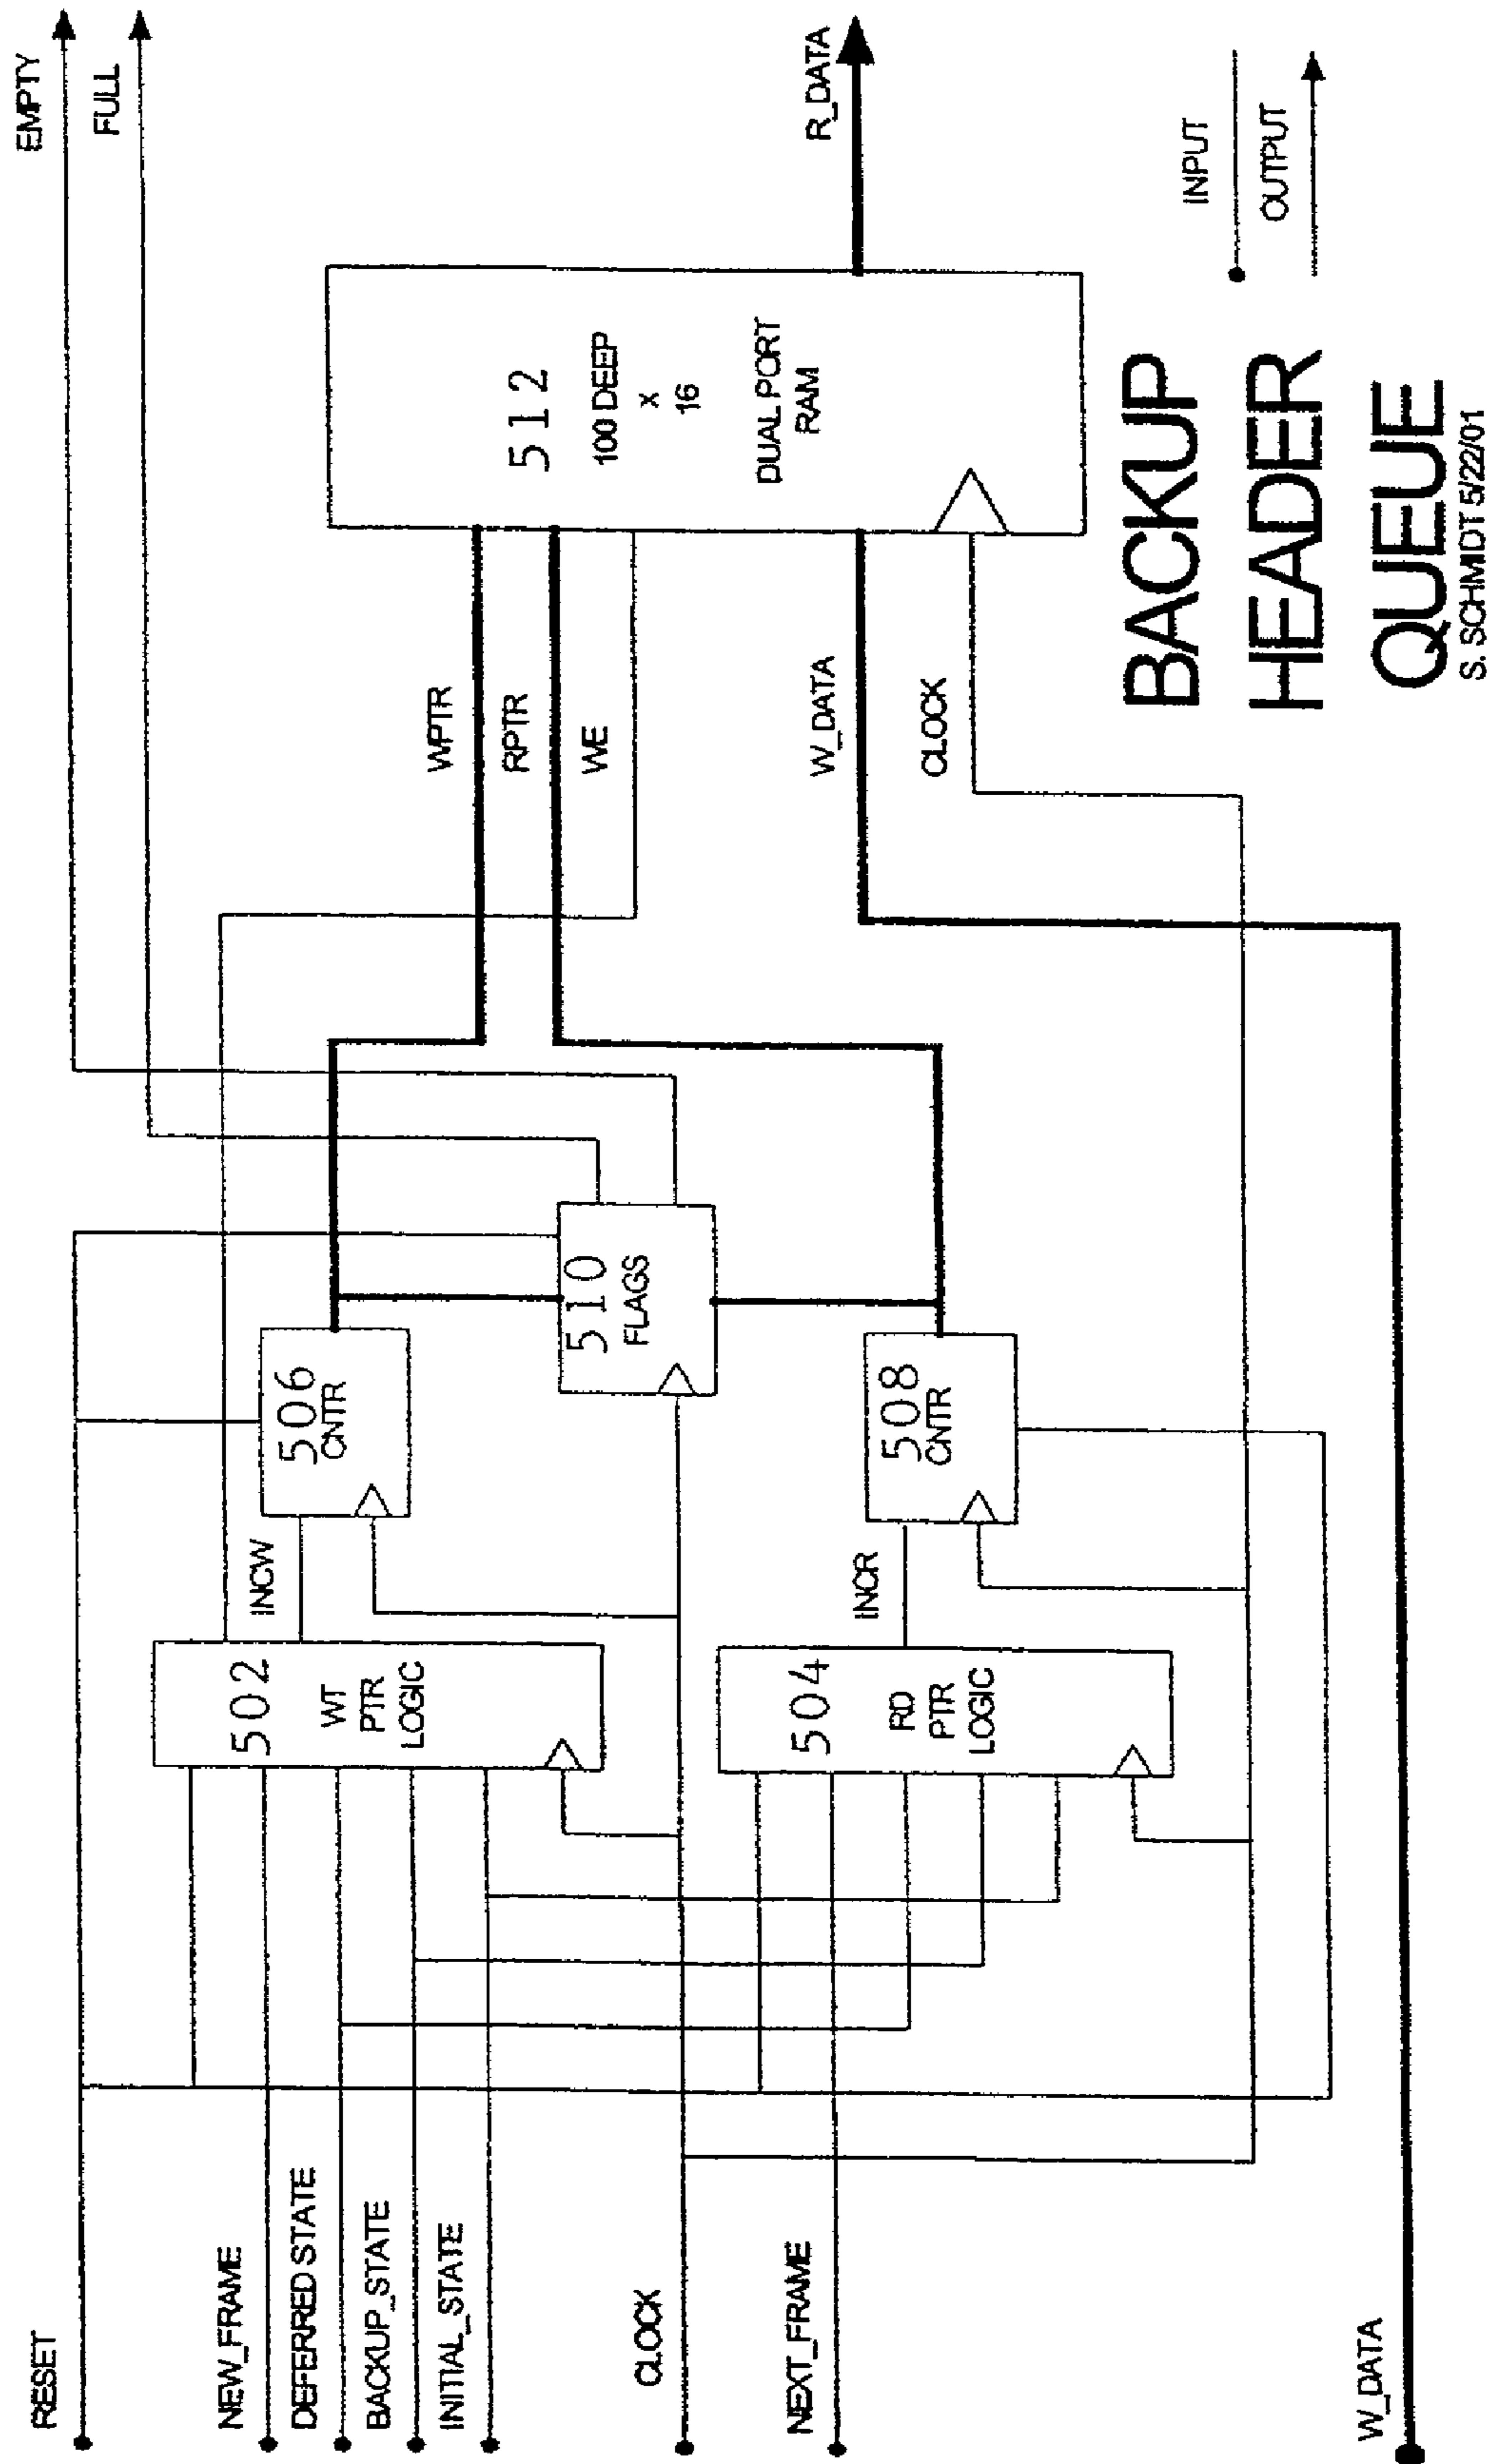 RESET
NEW_FRAME
DEFERRED STATE
BACKUP_STATE
INITIAL_STATE
CLOCK
NEXT_FRAME
W_DATA
502
WT
PTR
LOGIC
504
RD
PTR
LOGIC
INCW
INCR
506
CNTR
508
CNTR
510
FLAGS
WPTR
RPTR
WE
W_DATA
CLOCK
512
100 DEEP
x
16
DUAL PORT
RAM
EMPTY
FULL
R_DATA
INPUT
OUTPUT
BACKUP
HEADER
QUEUE
S. SCHMIDT 5/22/01